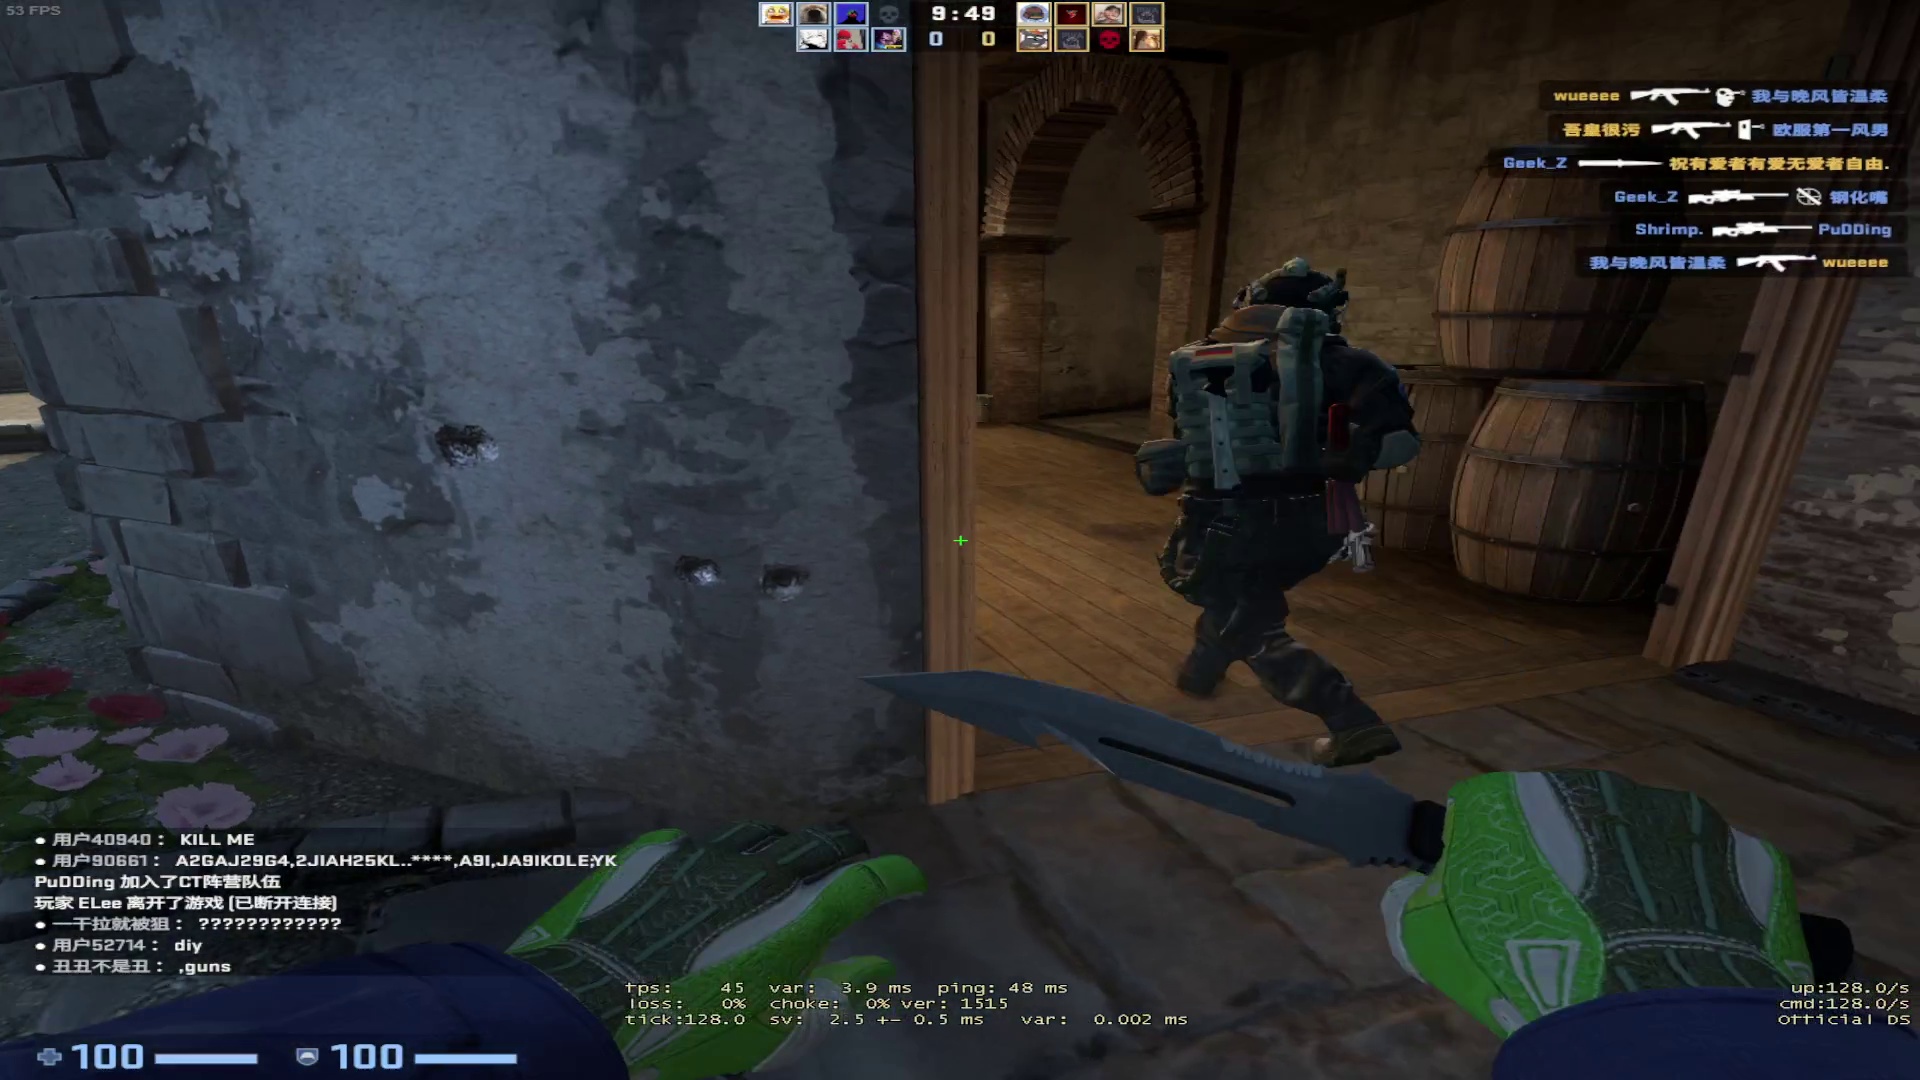 53 FPS
9:49
0 0
wueeee 我与晚风皆温柔
吾皇很污 欧服第一风男
Geek_Z 祝有爱者有爱无爱者自由.
Geek_Z 钢化嘴
Shrimp. PuDDing
我与晚风皆温柔 wueeee
● 用户40940： KILL ME
● 用户90661： A2GAJ29G4,2JIAH25KL..****,A9I,JA9IKOLE;YK
PuDDing 加入了CT阵营队伍
玩家 ELee 离开了游戏 [已断开连接]
● 一干拉就被狙： ????????????
● 用户52714： diy
● 丑丑不是丑： ,guns
fps: 45 var: 3.9 ms ping: 48 ms
loss: 0% choke: 0% ver: 1515
tick:128.0 sv: 2.5 +- 0.5 ms var: 0.002 ms
up:128.0/s
cmd:128.0/s
official DS
100 100